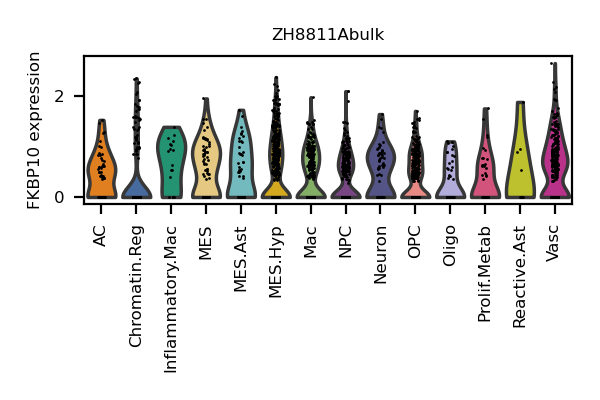 ZH8811Abulk
FKBP10 expression
2
0
AC
Chromatin.Reg
Inflammatory.Mac
MES
MES.Ast
MES.Hyp
Mac
NPC
Neuron
OPC
Oligo
Prolif.Metab
Reactive.Ast
Vasc